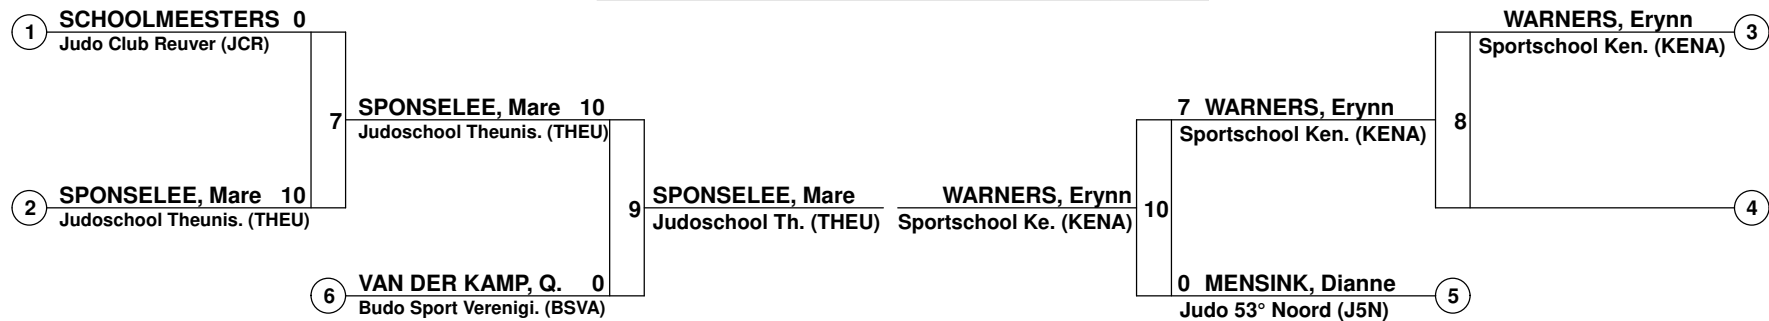 1 SCHOOLMEESTERS 0
Judo Club Reuver (JCR)
7
2 SPONSELEE, Mare 10
Judoschool Theunis. (THEU)
SPONSELEE, Mare 10
Judoschool Theunis. (THEU)
9
6 VAN DER KAMP, Q. 0
Budo Sport Verenigi. (BSVA)
SPONSELEE, Mare
Judoschool Th. (THEU)
WARNERS, Erynn
Sportschool Ke. (KENA)
10
7 WARNERS, Erynn
Sportschool Ken. (KENA)
0 MENSINK, Dianne 5
Judo 53° Noord (J5N)
8
WARNERS, Erynn 3
Sportschool Ken. (KENA)
4